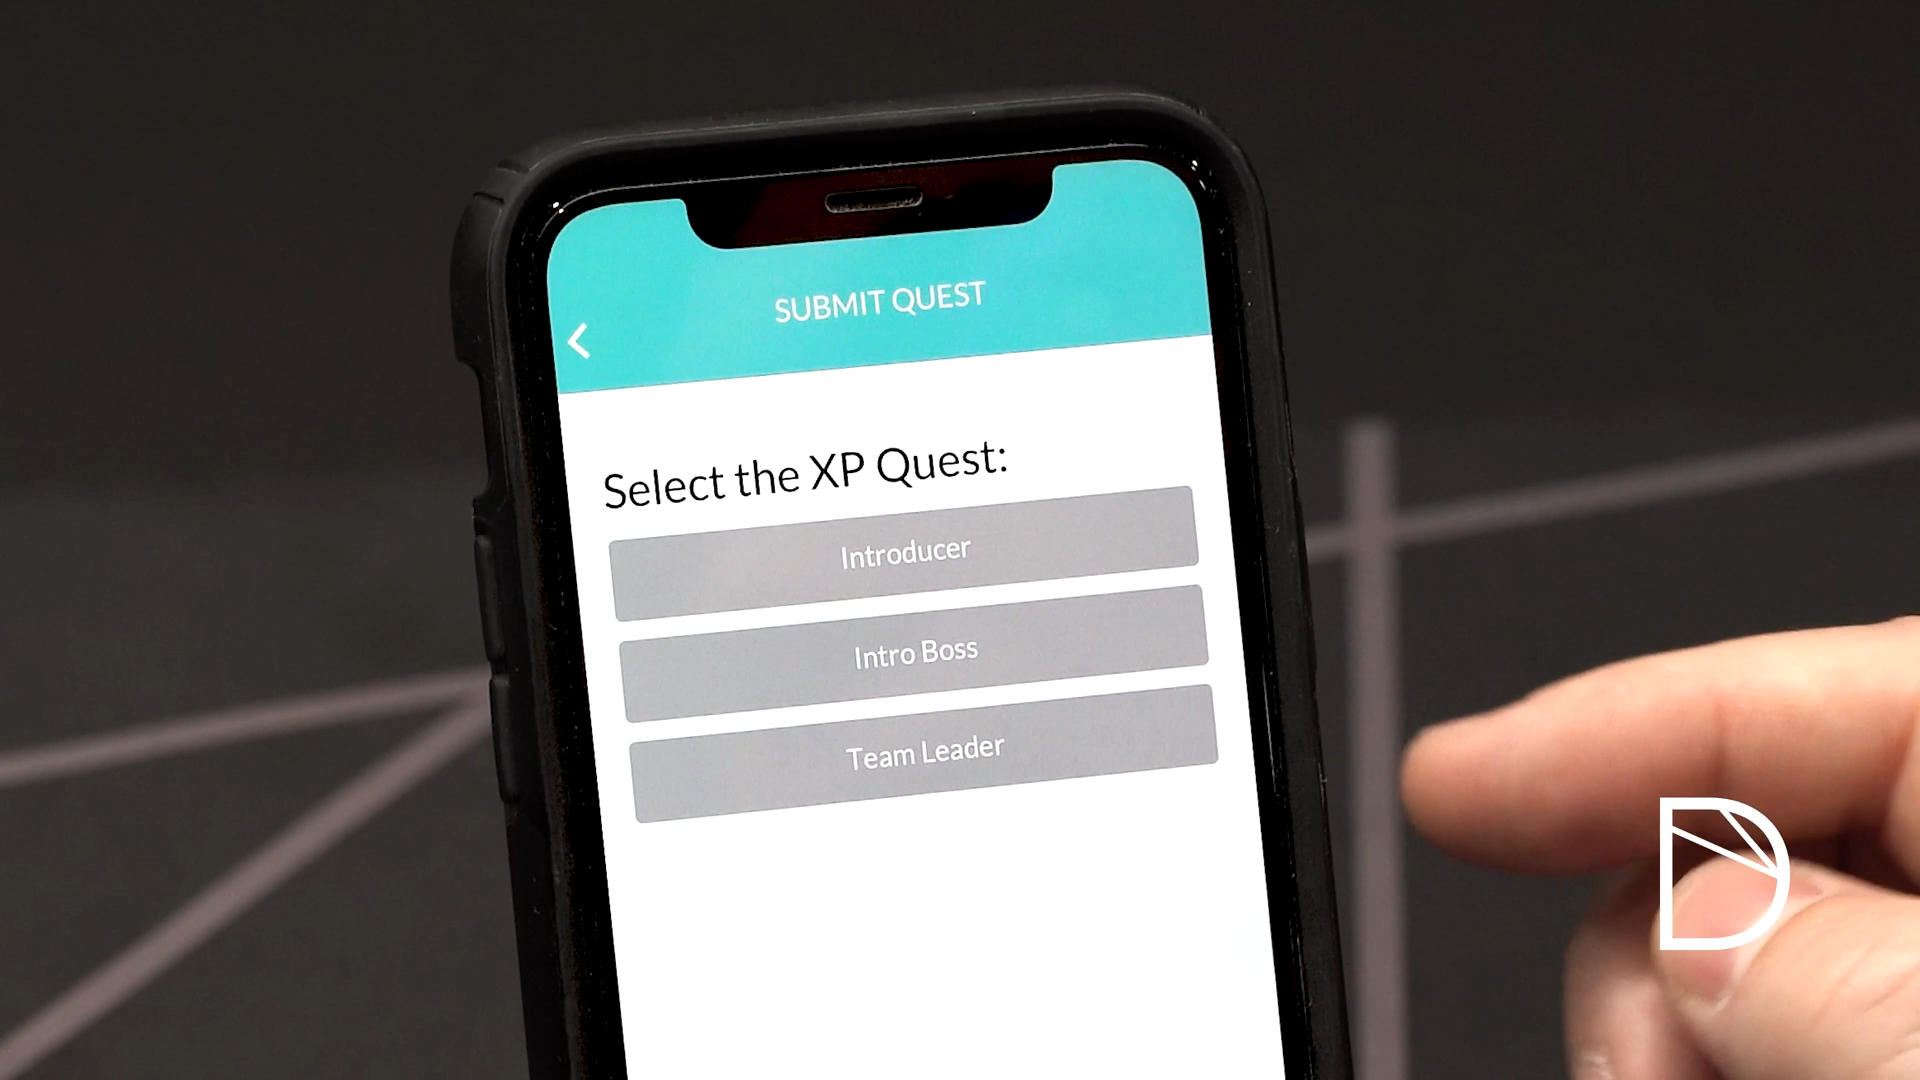 SUBMIT QUEST
Select the XP Quest:
Introducer
Intro Boss
Team Leader